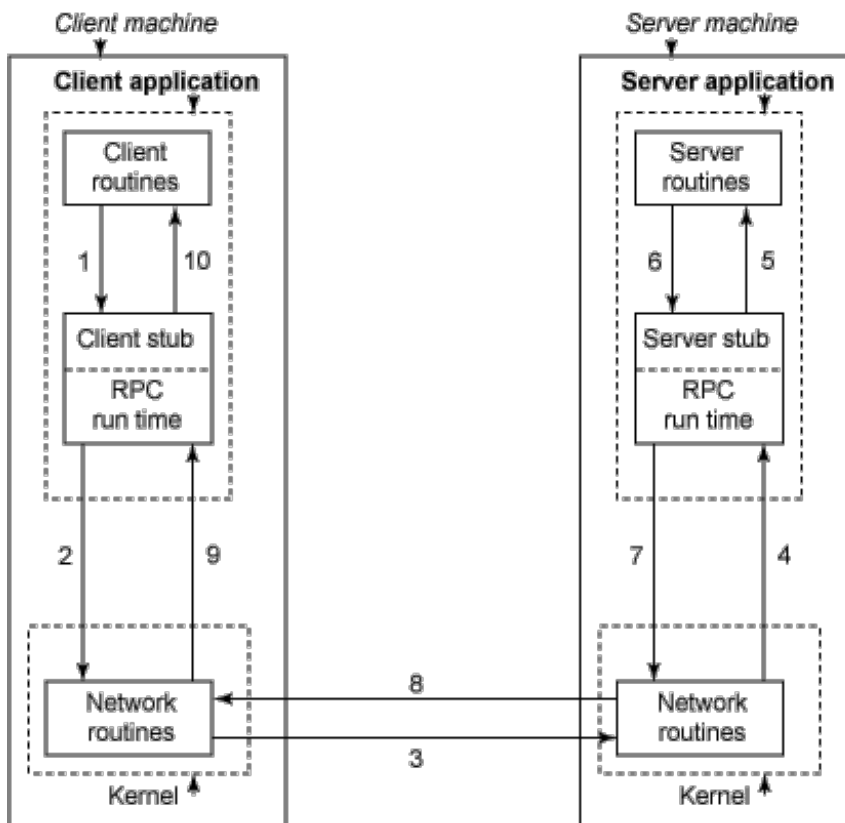 Client machine
Server machine
Client application
Server application
Client
routines
Server
routines
1
10
6
5
Client stub
RPC
run time
Server stub
RPC
run time
2
9
7
4
8
Network
routines
Network
routines
3
Kernel
Kernel